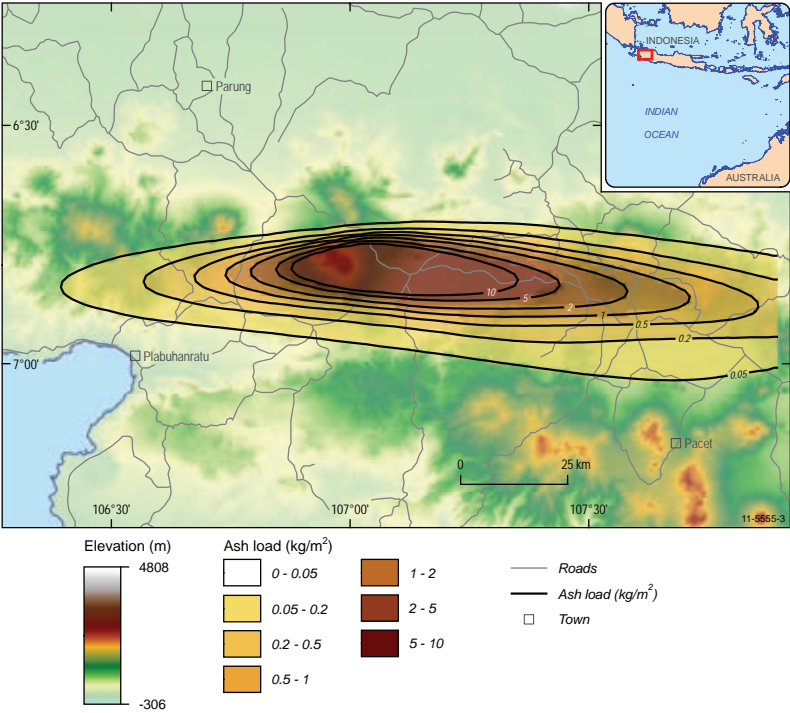 INDONESIA
INDIAN
OCEAN
AUSTRALIA
Parung
6°30'
10
5
2
1
0.5
0.2
0.05
Plabuhanratu
7°00'
Pacet
0
25 km
106°30'
107°00'
107°30'
11-5555-3
Elevation (m)
4808
-306
Ash load (kg/m²)
0 - 0.05
0.05 - 0.2
0.2 - 0.5
0.5 - 1
1 - 2
2 - 5
5 - 10
Roads
Ash load (kg/m²)
Town